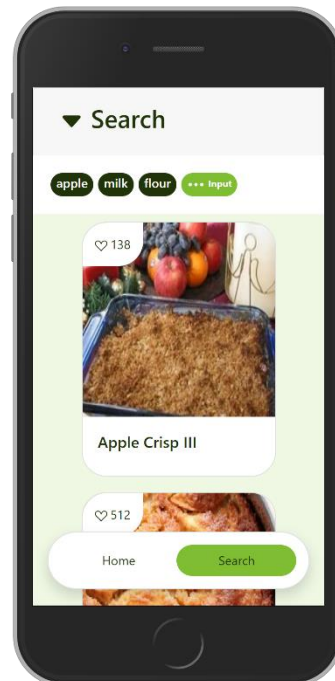 Search
apple milk flour ••• Input
138
Apple Crisp III
512
Home Search